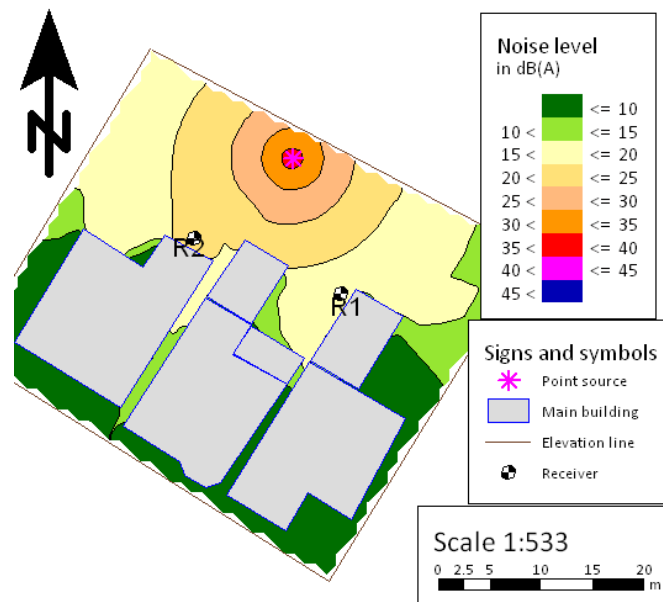 N
R2
R1
Noise level
in dB(A)
<= 10
10 < <= 15
15 < <= 20
20 < <= 25
25 < <= 30
30 < <= 35
35 < <= 40
40 < <= 45
45 <
Signs and symbols
Point source
Main building
Elevation line
Receiver
Scale 1:533
0 2.5 5 10 15 20
m